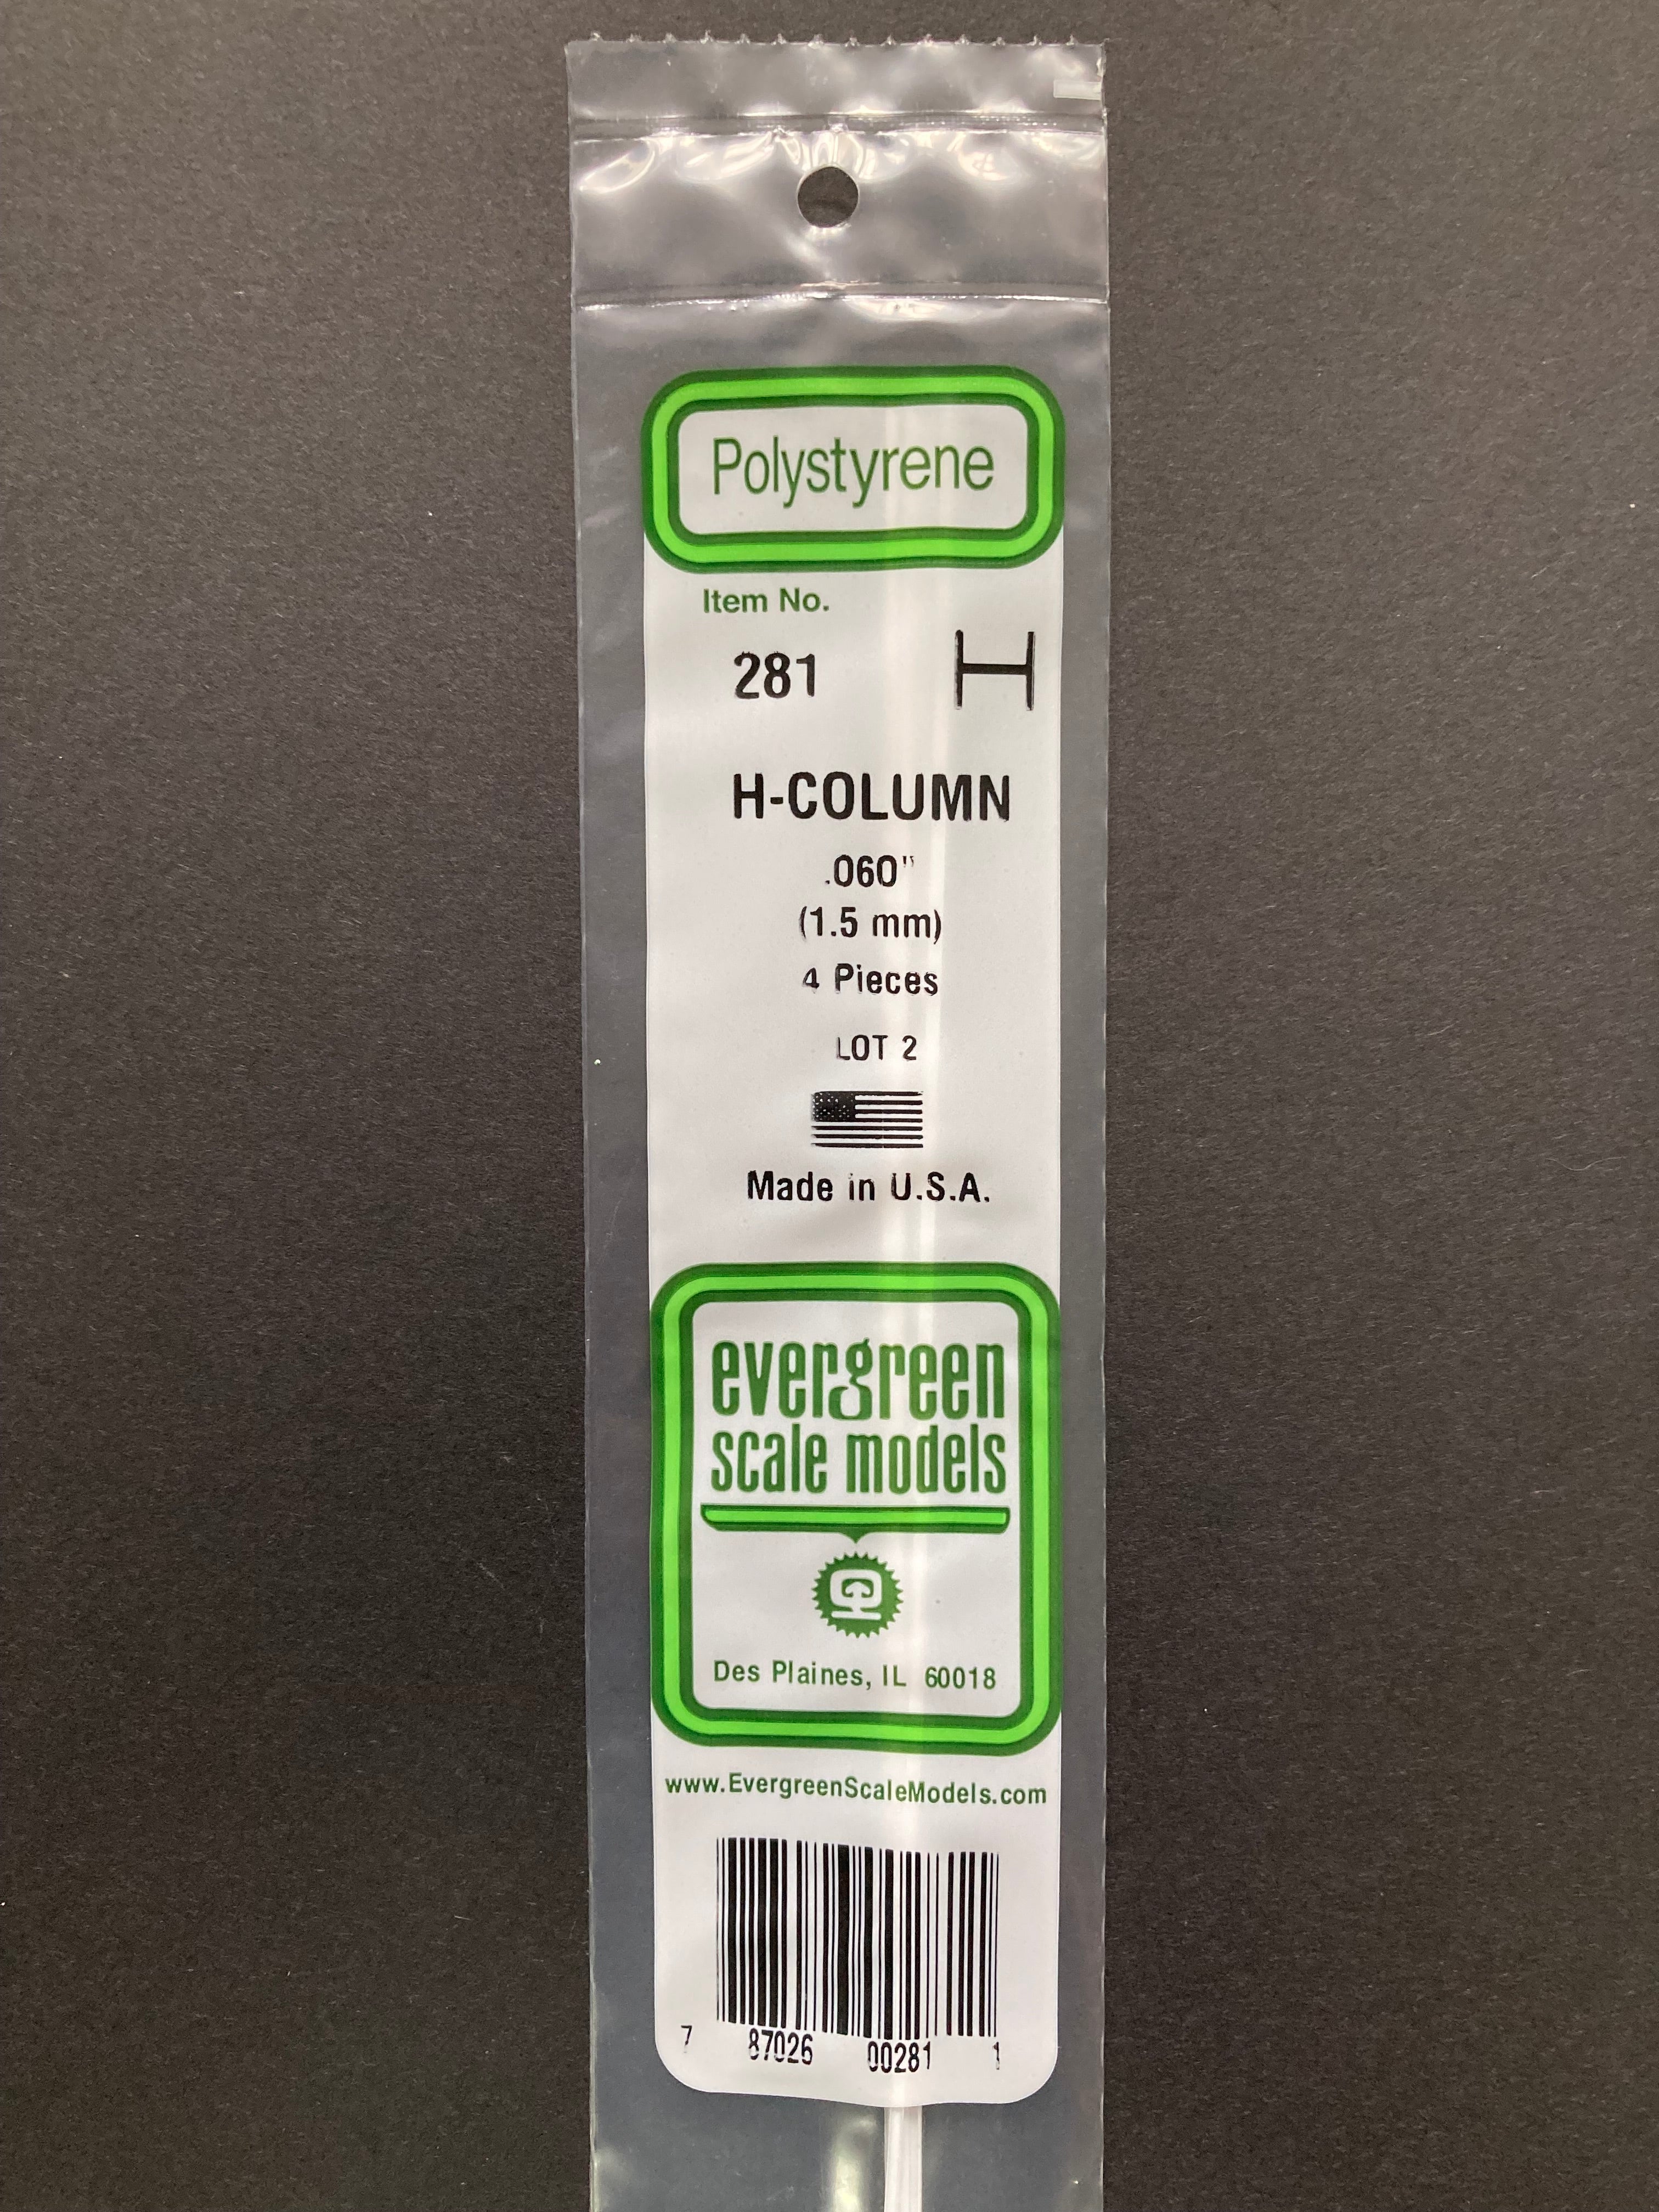 Polystyrene
Item No.
281
H-COLUMN
.060"
(1.5 mm)
4 Pieces
LOT 2
Made in U.S.A.
evergreen
scale models
Des Plaines, IL 60018
www.EvergreenScaleModels.com
7 87026 00281 1